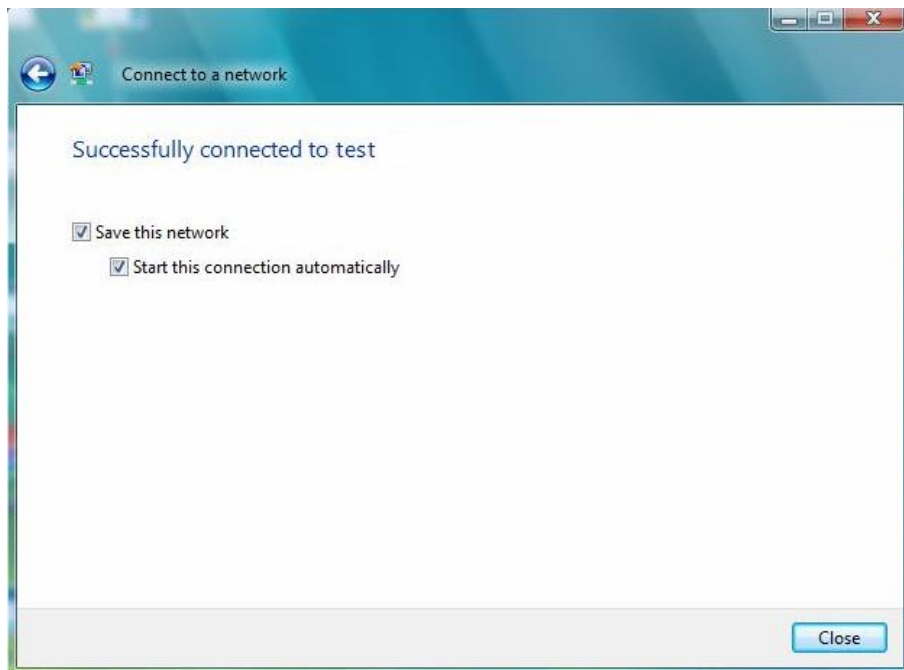 Connect to a network
Successfully connected to test
Save this network
Start this connection automatically
Close